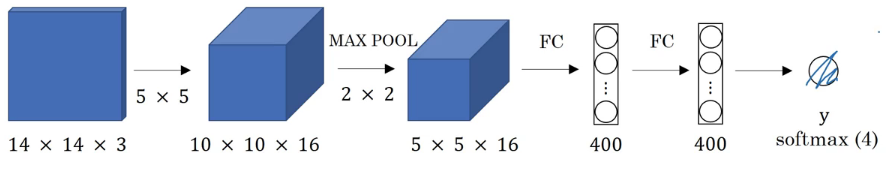 MAX POOL
FC
FC
5 × 5
2 × 2
y
14 × 14 × 3
10 × 10 × 16
5 × 5 × 16
400
400
softmax (4)